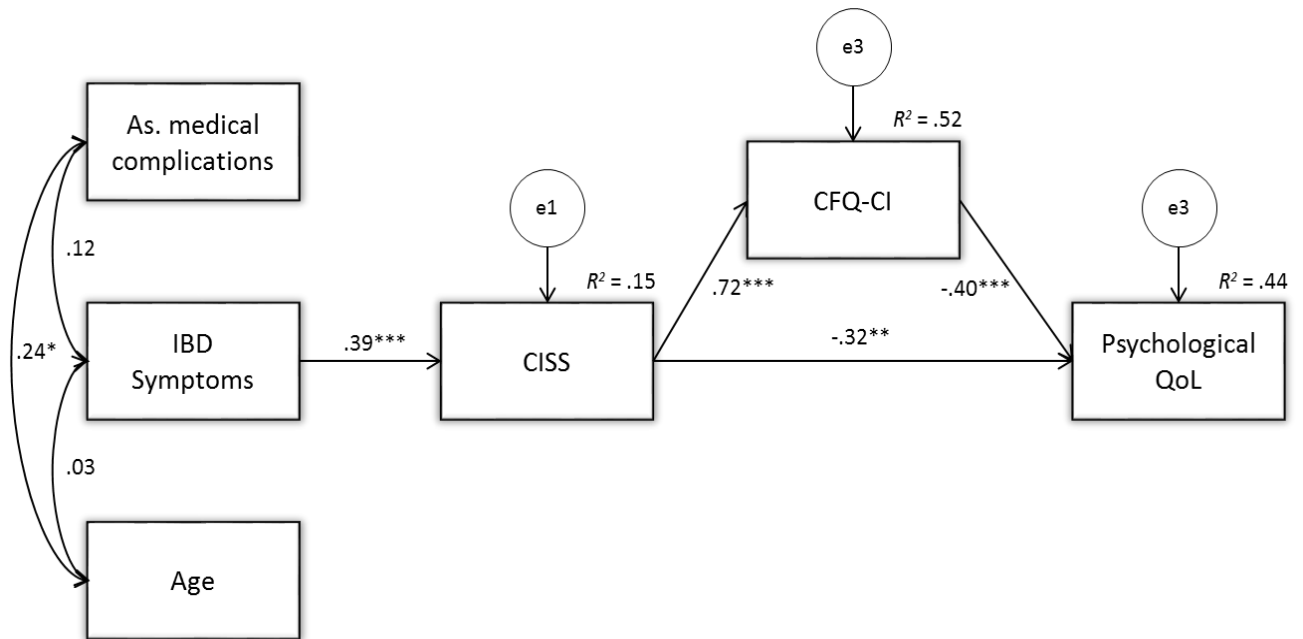 e3
As. medical
complications
R² = .52
e1
CFQ-CI
e3
.12
R² = .15
.72***
-.40***
R² = .44
.24*
IBD
Symptoms
.39***
CISS
-.32**
Psychological
QoL
.03
Age